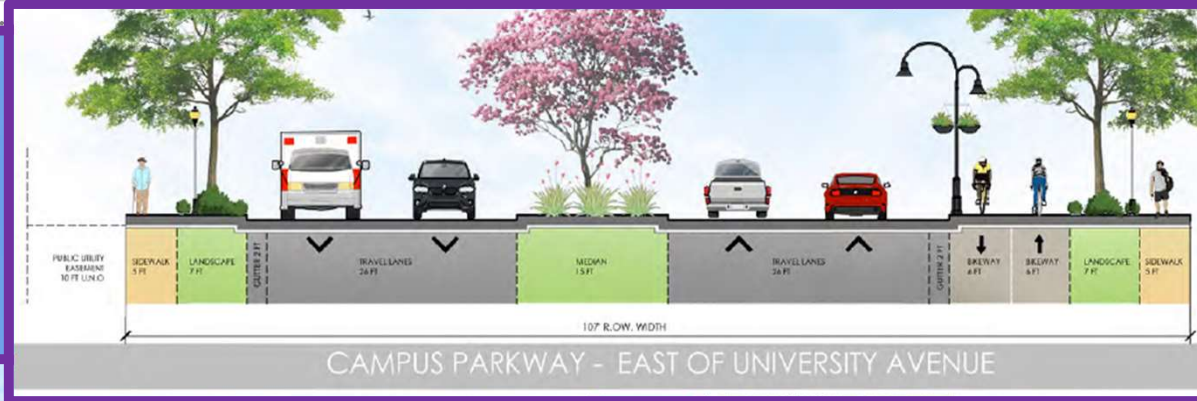 PUBLIC UTILITY
EASEMENT
10 FT U.N.O
SIDEWALK
5 FT
LANDSCAPE
7 FT
GUTTER 2 FT
TRAVEL LANES
26 FT
MEDIAN
15 FT
TRAVEL LANES
26 FT
GUTTER 2 FT
BIKEWAY
6 FT
BIKEWAY
6 FT
LANDSCAPE
7 FT
SIDEWALK
5 FT
107' R.O.W. WIDTH
CAMPUS PARKWAY - EAST OF UNIVERSITY AVENUE